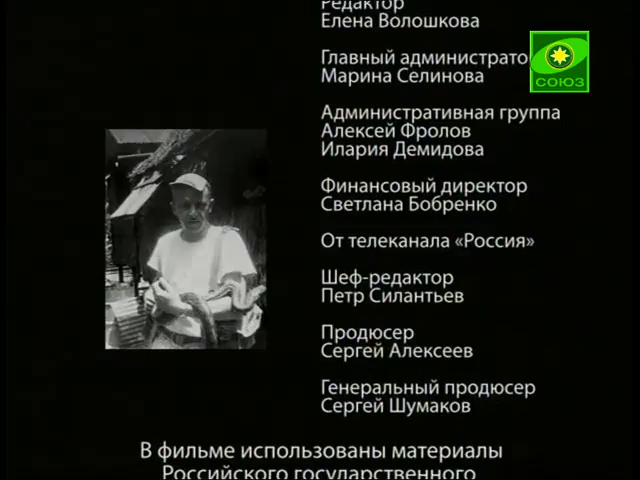 Редактор
Елена Волошкова
Главный администрато
Марина Селинова
СОЮЗ
Административная группа
Алексей Фролов
Илария Демидова
Финансовый директор
Светлана Бобренко
От телеканала «Россия»
Шеф-редактор
Петр Силантьев
Продюсер
Сергей Алексеев
Генеральный продюсер
Сергей Шумаков
В фильме использованы материалы
Российского государственного